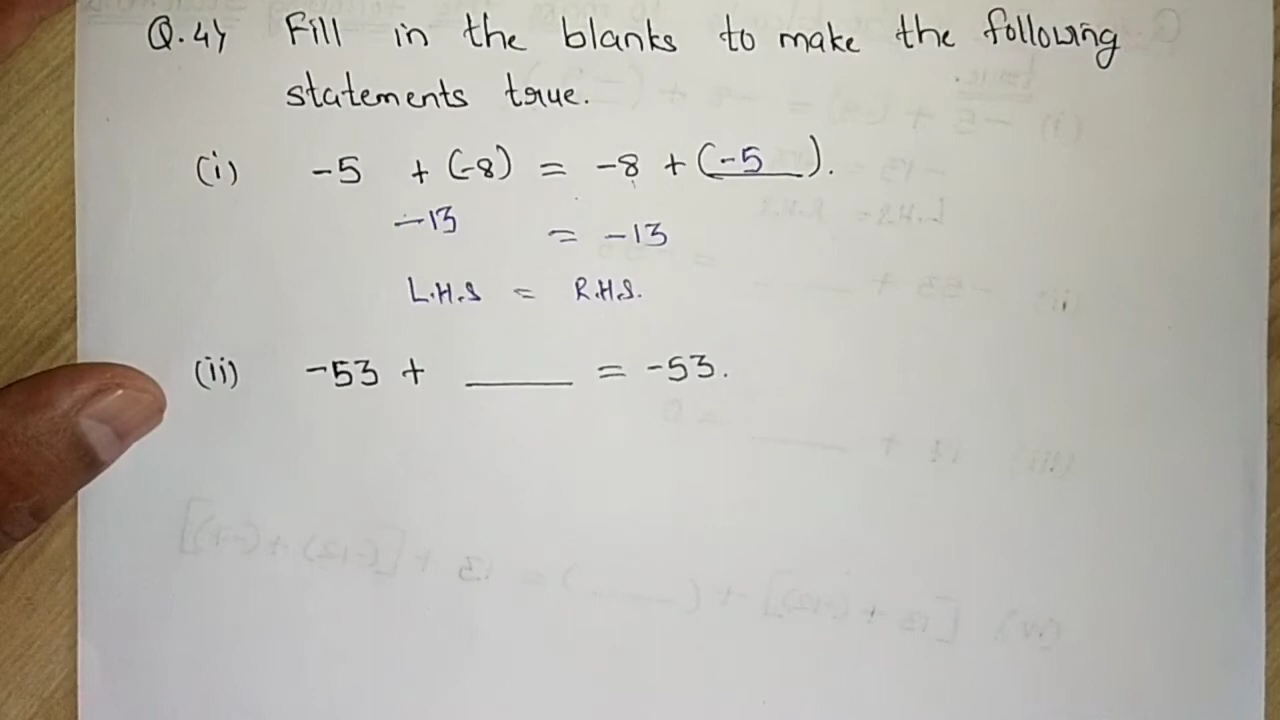 Q.4) Fill in the blanks to make the following
statements true.
(i) -5 + (-8) = -8 + (-5).
-13 = -13
L.H.S = R.H.S.
(ii) -53 + ______ = -53.